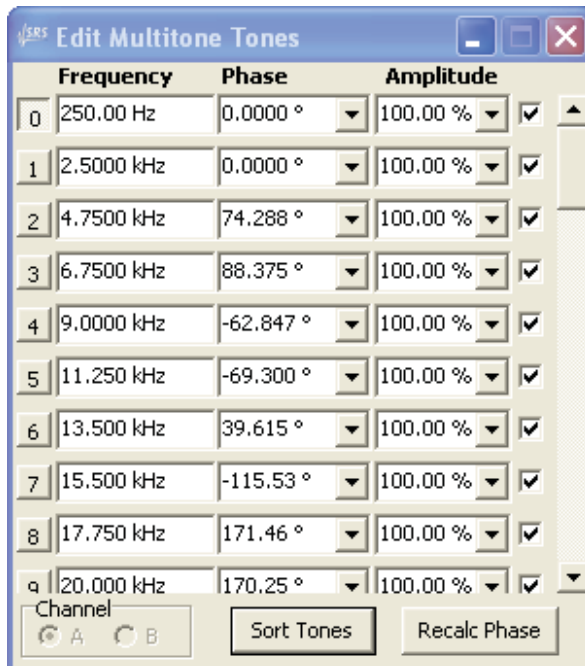 SRS Edit Multitone Tones
Frequency Phase Amplitude
0 250.00 Hz 0.0000 ° 100.00 %
1 2.5000 kHz 0.0000 ° 100.00 %
2 4.7500 kHz 74.288 ° 100.00 %
3 6.7500 kHz 88.375 ° 100.00 %
4 9.0000 kHz -62.847 ° 100.00 %
5 11.250 kHz -69.300 ° 100.00 %
6 13.500 kHz 39.615 ° 100.00 %
7 15.500 kHz -115.53 ° 100.00 %
8 17.750 kHz 171.46 ° 100.00 %
9 20.000 kHz 170.25 ° 100.00 %
Channel
A B Sort Tones Recalc Phase